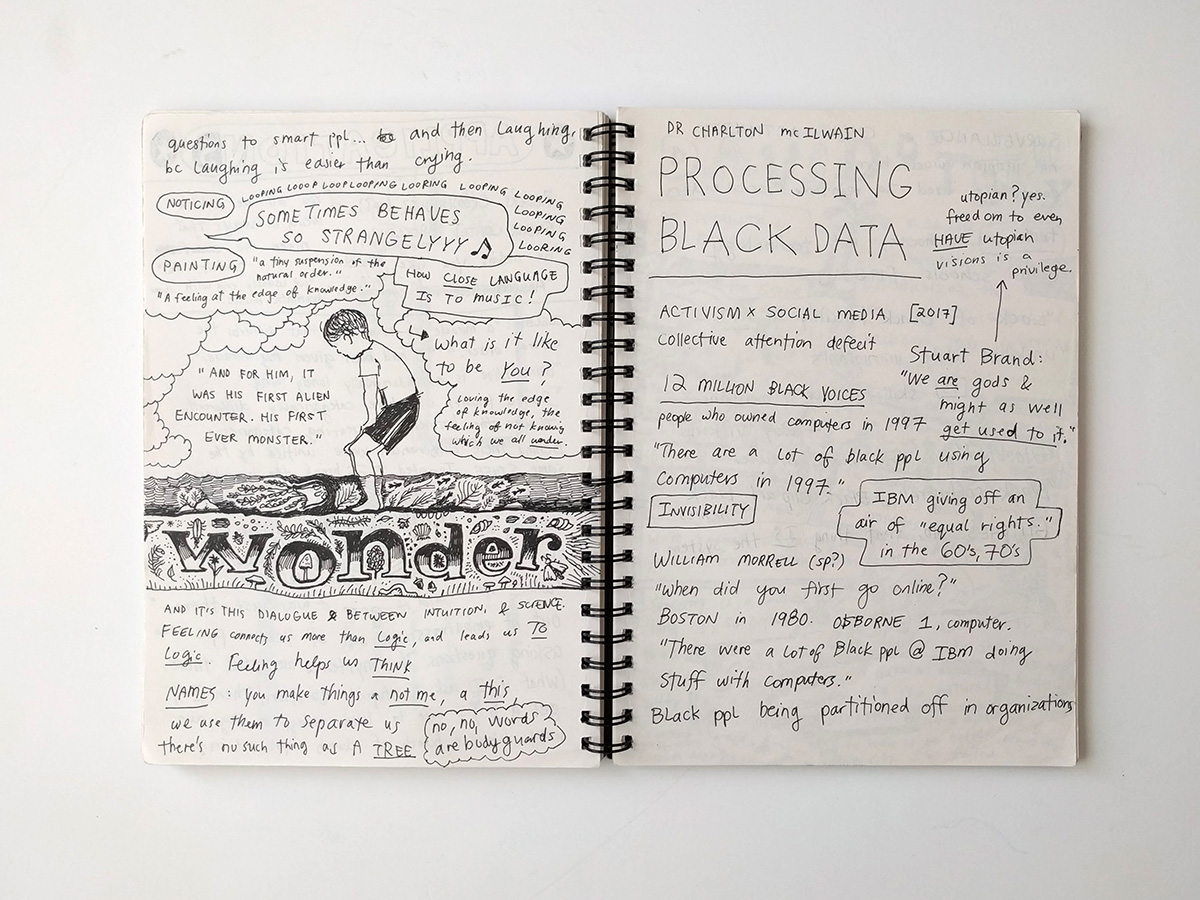 questions to smart ppl... and then laughing,
bc laughing is easier than crying.
NOTICING
LOOPING LOOOP LOOPLOOPING LOORING LOOPING LOOPING
LOOPING
LOOPING
LOORING
SOMETIMES BEHAVES
SO STRANGELYYY
PAINTING
"a tiny suspension of the
natural order."
"A feeling at the edge of knowledge."
HOW CLOSE LANGUAGE
IS TO MUSIC!
what is it like
to be You?
Loving the edge
of knowledge, the
feeling of not knowing
which we all wonder.
"AND FOR HIM, IT
WAS HIS FIRST ALIEN
ENCOUNTER. HIS FIRST
EVER MONSTER."
wonder
AND IT'S THIS DIALOGUE & BETWEEN INTUITION, & SCIENCE.
FEELING connects us more than Logic, and leads us TO
Logic. Feeling helps us THINK
NAMES: you make things a not me, a this,
we use them to separate us
there's no such thing as A TREE
no, no, words
are bodyguards
DR CHARLTON McILWAIN
PROCESSING
BLACK DATA
utopian? yes.
freedom to even
HAVE utopian
visions is a
privilege.
ACTIVISM x SOCIAL MEDIA [2017]
Collective attention defecit
Stuart Brand:
"We are gods &
might as well
get used to it."
12 MILLION BLACK VOICES
people who owned computers in 1997
"There are a lot of black ppl using
Computers in 1997."
INVISIBILITY
IBM giving off an
air of "equal rights."
in the 60's, 70's
WILLIAM MORRELL (sp?)
"When did you first go online?"
BOSTON in 1980. OSBORNE 1, computer.
"There were a lot of Black ppl @ IBM doing
Stuff with computers."
Black ppl being partitioned off in organizations